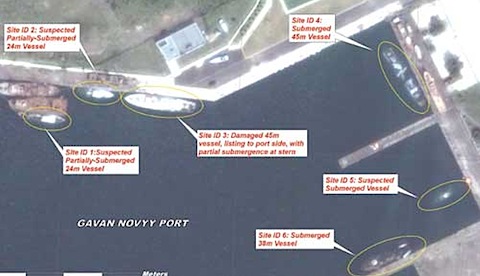 Site ID 2: Suspected
Partially-Submerged
24m Vessel
Site ID 4:
Submerged
45m Vessel
Site ID 3: Damaged 45m
vessel, listing to port side, with
partial submergence at stern
Site ID 1:Suspected
Partially-Submerged
24m Vessel
Site ID 5: Suspected
Submerged Vessel
GAVAN NOVYY PORT
Site ID 6: Submerged
38m Vessel
Meters